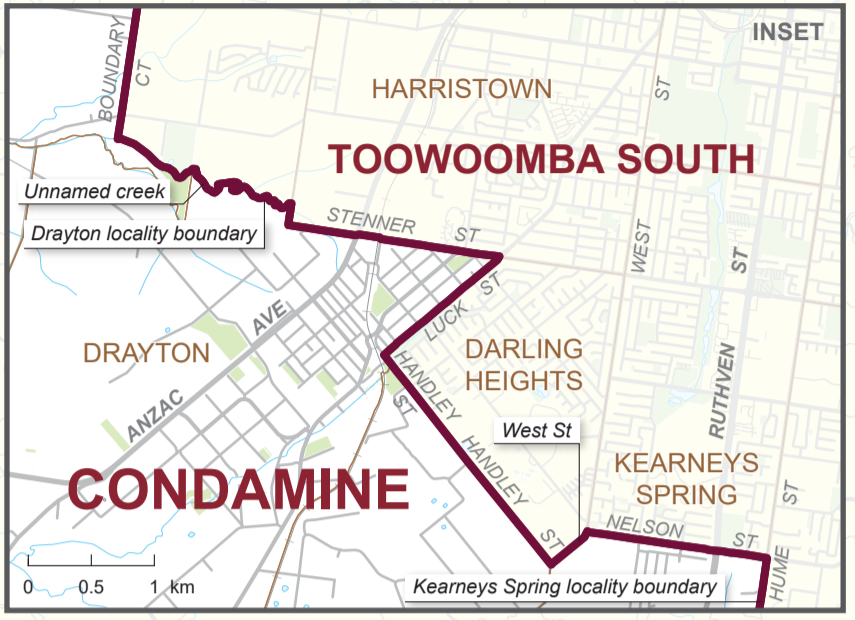 INSET
BOUNDARY
CT
HARRISTOWN
ST
TOOWOOMBA SOUTH
Unnamed creek
Drayton locality boundary
STENNER
ST
WEST
ST
LUCK
ST
ANZAC
AVE
DRAYTON
DARLING
HEIGHTS
HANDLEY
ST
RUTHVEN
West St
HANDLEY
ST
KEARNEYS
SPRING
CONDAMINE
NELSON
ST
ST
HUME
0 0.5 1 km
Kearneys Spring locality boundary